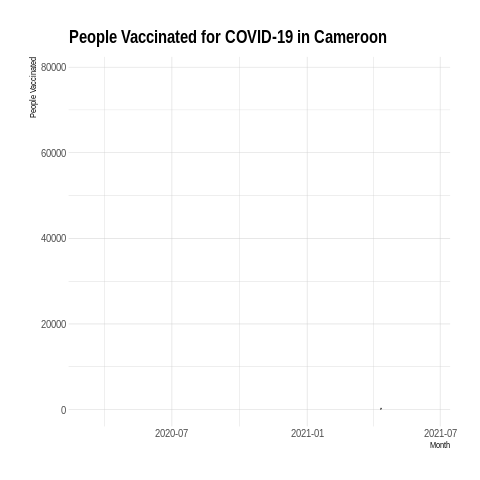 People Vaccinated for COVID-19 in Cameroon
People Vaccinated
80000
60000
40000
20000
0
2020-07
2021-01
2021-07
Month